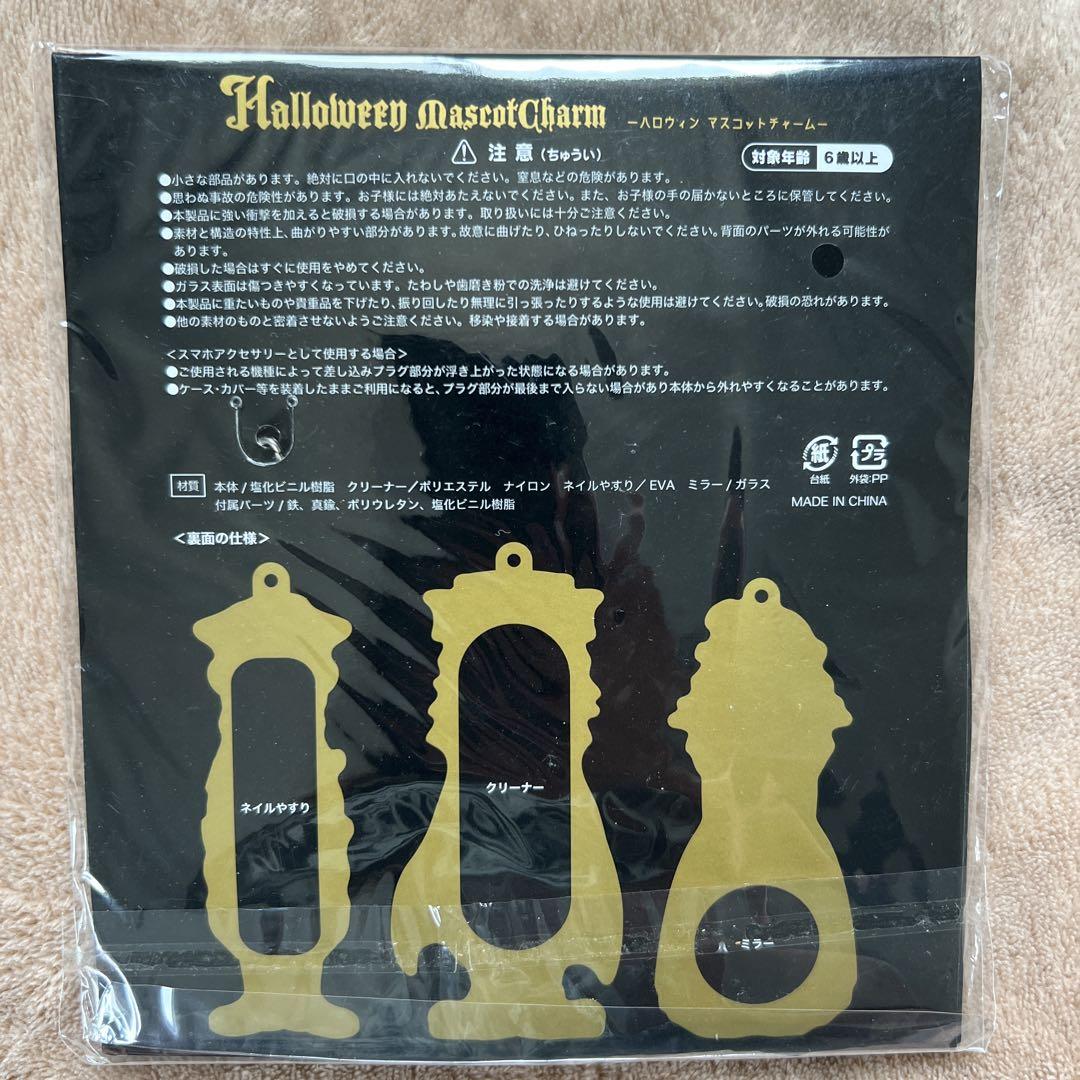 Halloween MascotCharm ーハロウィン マスコットチャームー
注意(ちゅうい)
対象年齢 6歳以上
●小さな部品があります。絶対に口の中に入れないでください。窒息などの危険があります。
●思わぬ事故の危険性があります。お子様には絶対あたえないでください。また、お子様の手の届かないところに保管してください。
●本製品に強い衝撃を加えると破損する場合があります。取り扱いには十分ご注意ください。
●素材と構造の特性上、曲がりやすい部分があります。故意に曲げたり、ひねったりしないでください。背面のパーツが外れる可能性が
あります。
●破損した場合はすぐに使用をやめてください。
●ガラス表面は傷つきやすくなっています。たわしや歯磨き粉での洗浄は避けてください。
●本製品に重たいものや貴重品を下げたり、振り回したり無理に引っ張ったりするような使用は避けてください。破損の恐れがあります。
●他の素材のものと密着させないようご注意ください。移染や接着する場合があります。
<スマホアクセサリーとして使用する場合>
●ご使用される機種によって差し込みプラグ部分が浮き上がった状態になる場合があります。
●ケース・カバー等を装着したままご利用になると、プラグ部分が最後まで入らない場合があり本体から外れやすくなることがあります。
紙 プラ
台紙 外袋:PP
材質 本体/塩化ビニル樹脂 クリーナー/ポリエステル ナイロン ネイルやすり/EVA ミラー/ガラス
付属パーツ/鉄、真鍮、ポリウレタン、塩化ビニル樹脂
MADE IN CHINA
<裏面の仕様>
ネイルやすり
クリーナー
ミラー